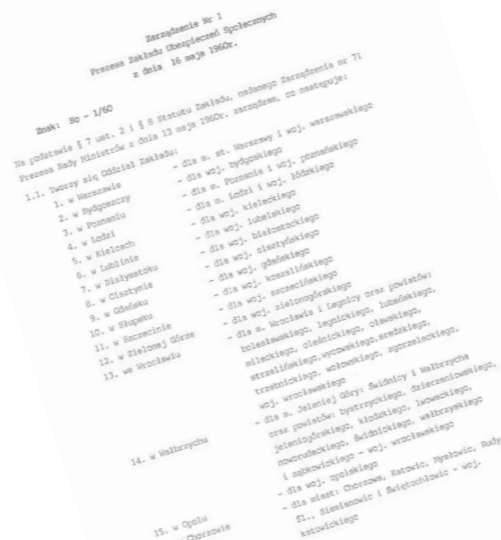 Zarządzenie Nr 1
Prezesa Zakładu Ubezpieczeń Społecznych
z dnia 16 maja 1960r.
Znak: So - 1/60
Na podstawie § 7 ust. 2 i § 8 Statutu Zakładu, nadanego Zarządzenia nr 71
Prezesa Rady Ministrów z dnia 13 maja 1960r. zarządzam, co następuje:
1.1. Tworzy się Oddział Zakładu:
1. w Warszawie - dla m. st. Warszawy i woj. warszawskiego
2. w Bydgoszczy - dla woj. bydgoskiego
3. w Poznaniu - dla m. Poznania i woj. poznańskiego
4. w Łodzi - dla m. Łodzi i woj. łódzkiego
5. w Kielcach - dla woj. kieleckiego
6. w Lublinie - dla woj. lubelskiego
7. w Białymstoku - dla woj. białostockiego
8. w Olsztynie - dla woj. olsztyńskiego
9. w Gdańsku - dla woj. gdańskiego
10. w Słupsku - dla woj. koszalińskiego
11. w Szczecinie - dla woj. szczecińskiego
12. w Zielonej Górze - dla woj. zielonogórskiego
13. we Wrocławiu - dla m. Wrocławia i Legnicy oraz powiatów:
bolesławskiego, legnickiego, lubańskiego,
milickiego, oleśnickiego, oławskiego,
strzelińskiego, sycowskiego, średzkiego,
trzebnickiego, wołowskiego, zgorzeleckiego,
woj. wrocławskiego
14. w Wałbrzychu - dla m. Jeleniej Góry: Świdnicy i Wałbrzycha
oraz powiatów: bystrzyckiego, dzierżoniowskiego,
jeleniogórskiego, kłodzkiego, lwóweckiego,
noworudzkiego, świdnickiego, wałbrzyskiego
i ząbkowickiego - woj. wrocławskiego
15. w Opolu - dla woj. opolskiego
w Chorzowie - dla miast: Chorzowa, Katowic, Mysłowic, Rudy
Śl., Siemianowic i Świętochłowic - woj.
katowickiego